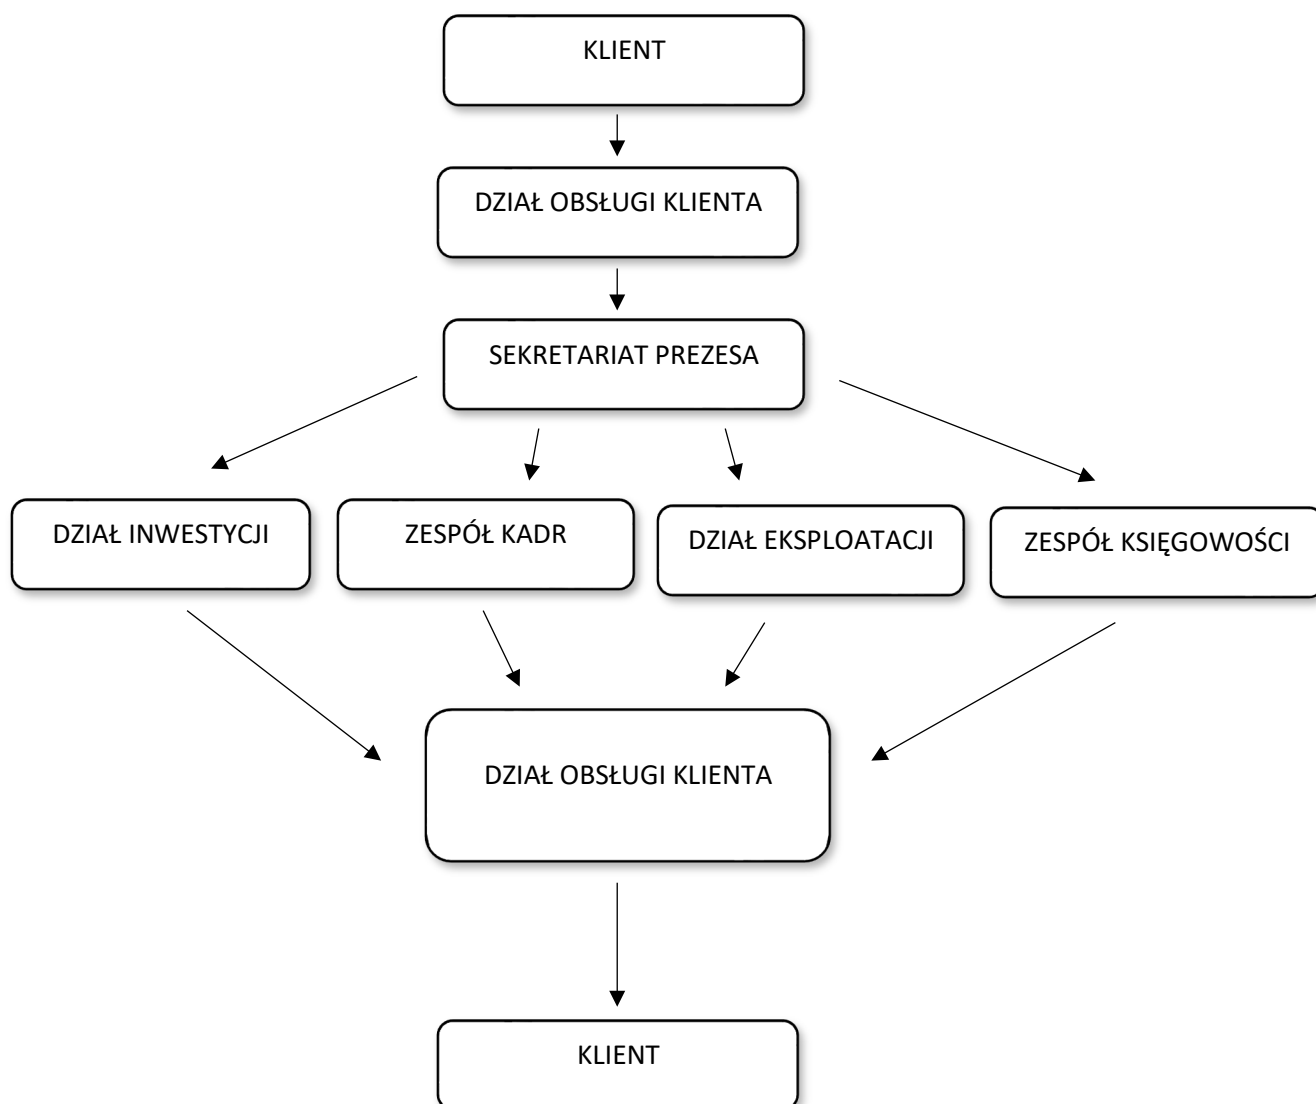 KLIENT
DZIAŁ OBSŁUGI KLIENTA
SEKRETARIAT PREZESA
DZIAŁ INWESTYCJI
ZESPÓŁ KADR
DZIAŁ EKSPLOATACJI
ZESPÓŁ KSIĘGOWOŚCI
DZIAŁ OBSŁUGI KLIENTA
KLIENT